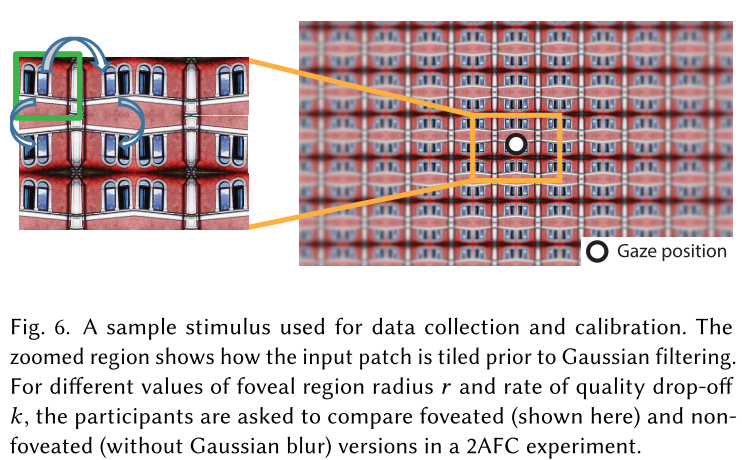 Gaze position
Fig. 6. A sample stimulus used for data collection and calibration. The
zoomed region shows how the input patch is tiled prior to Gaussian filtering.
For different values of foveal region radius r and rate of quality drop-off
k, the participants are asked to compare foveated (shown here) and non-
foveated (without Gaussian blur) versions in a 2AFC experiment.